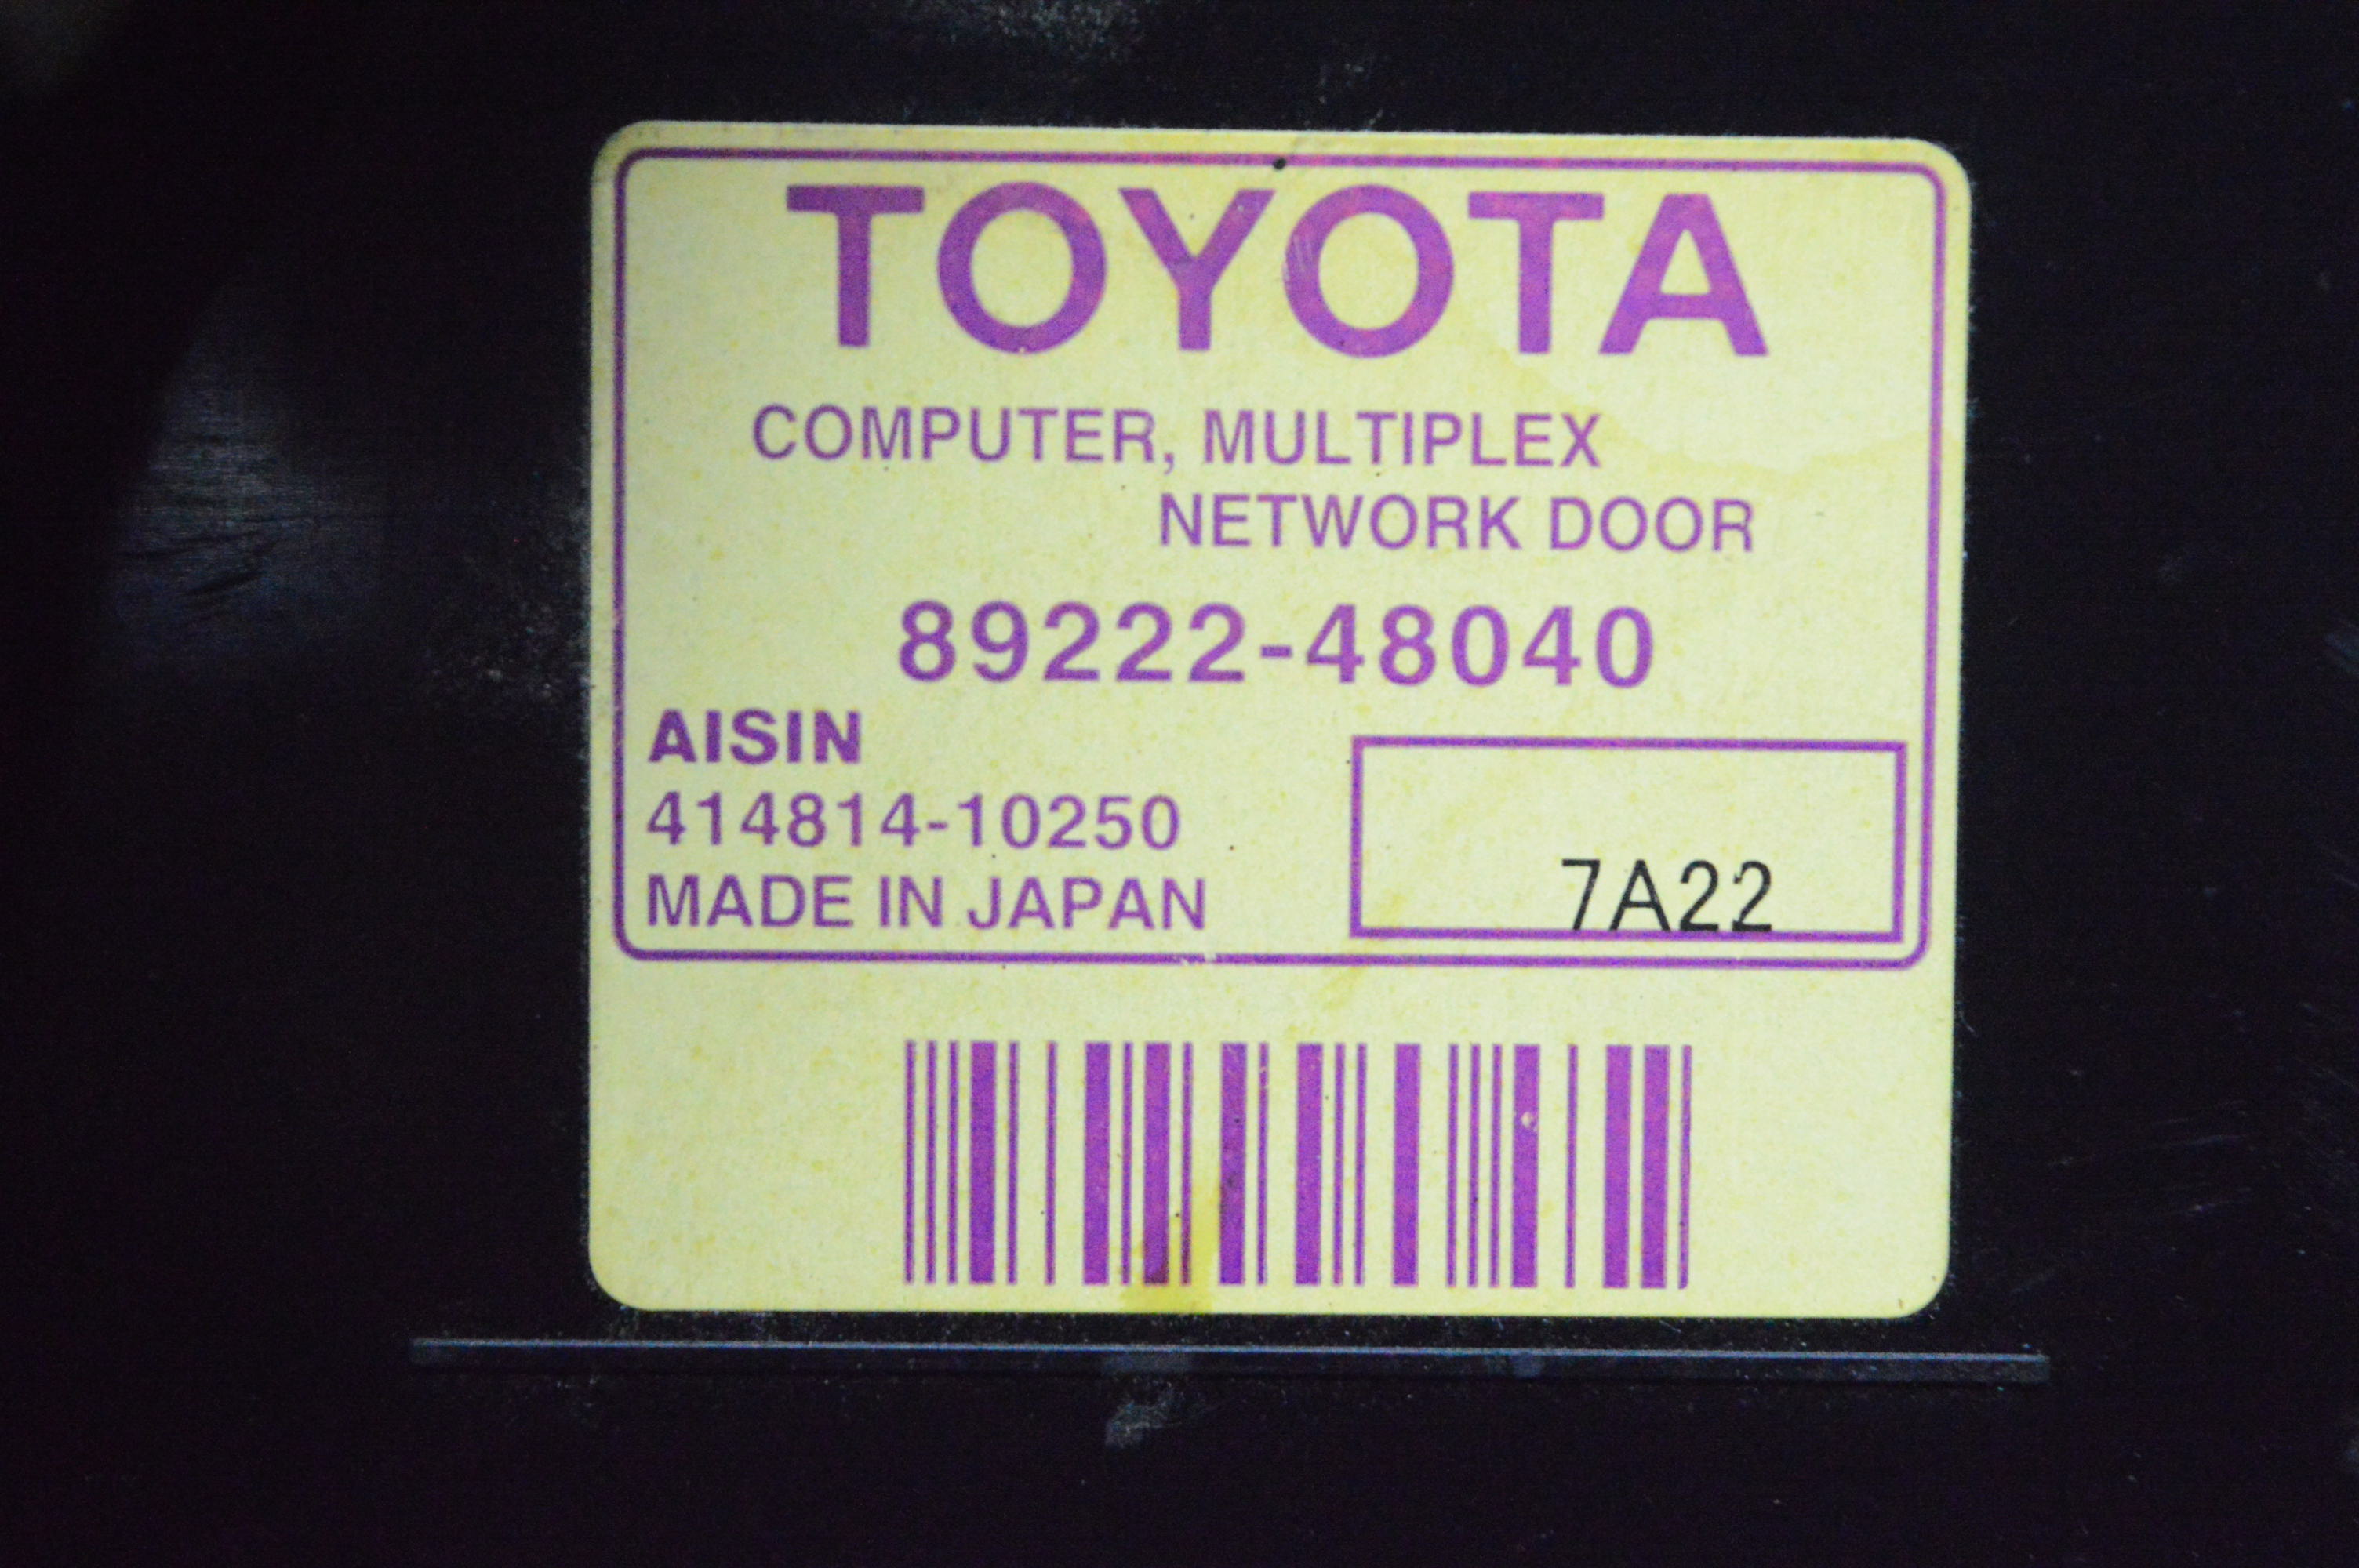 TOYOTA
COMPUTER, MULTIPLEX
NETWORK DOOR
89222-48040
AISIN
414814-10250
MADE IN JAPAN
7A22